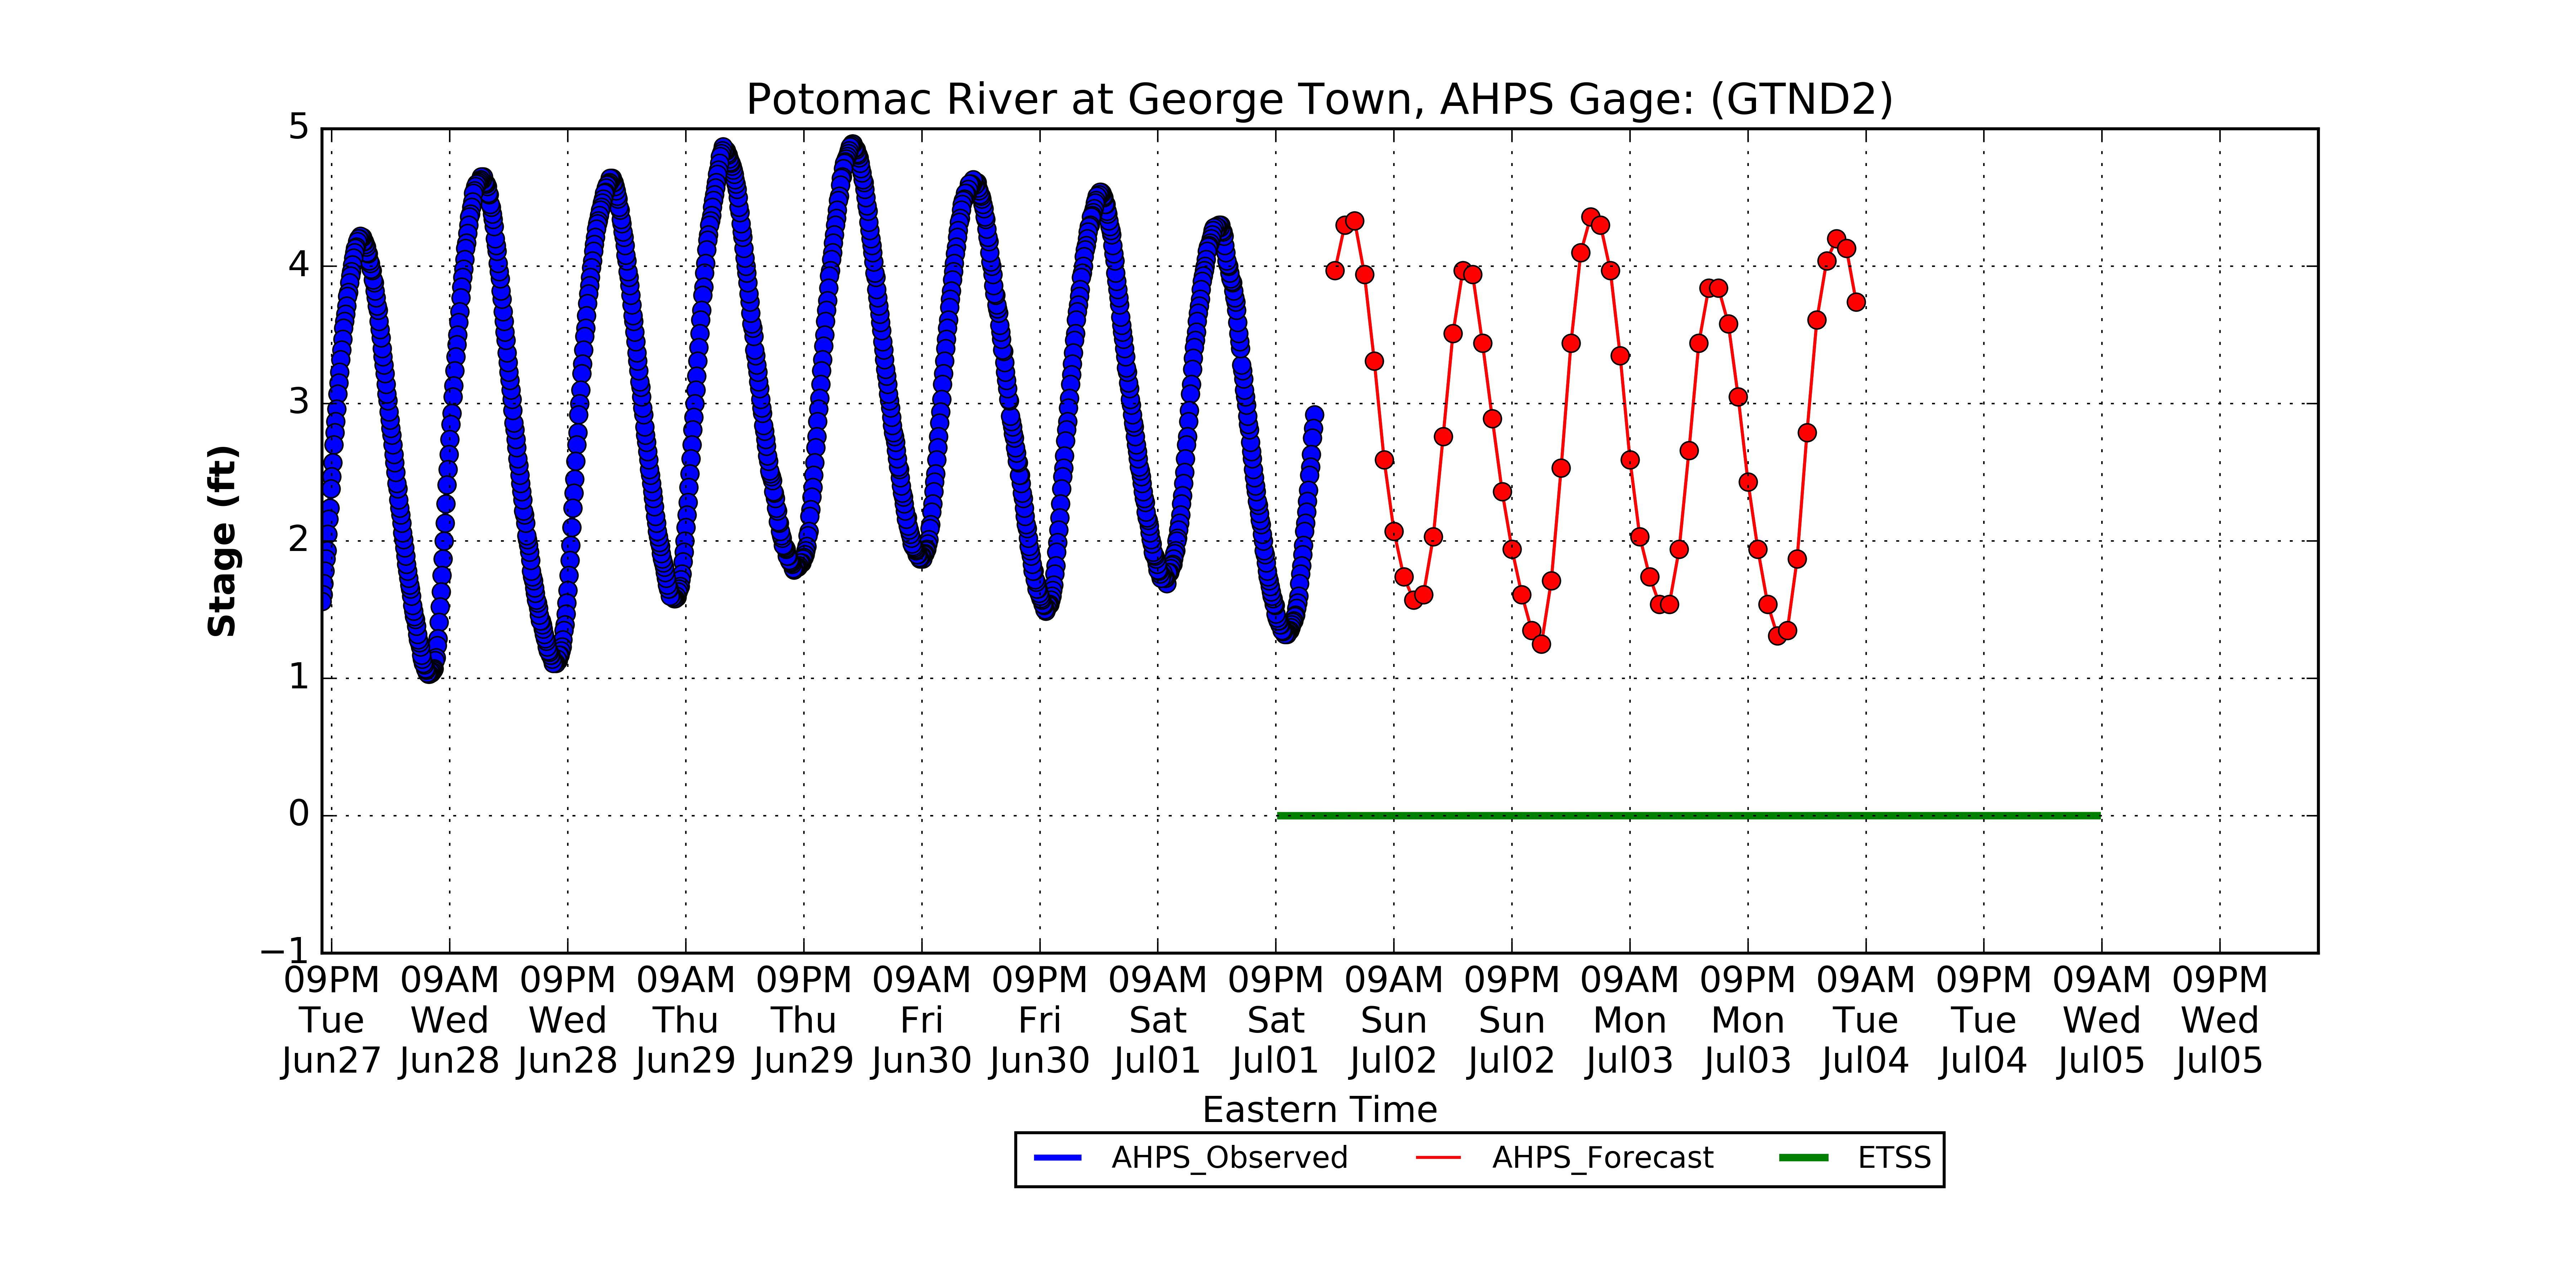 Potomac River at George Town, AHPS Gage: (GTND2)
5
4
3
2
1
0
−1
Stage (ft)
09PM 09AM 09PM 09AM 09PM 09AM 09PM 09AM 09PM 09AM 09PM 09AM 09PM 09AM 09PM 09AM 09PM
Tue Wed Wed Thu Thu Fri Fri Sat Sat Sun Sun Mon Mon Tue Tue Wed Wed
Jun27 Jun28 Jun28 Jun29 Jun29 Jun30 Jun30 Jul01 Jul01 Jul02 Jul02 Jul03 Jul03 Jul04 Jul04 Jul05 Jul05
Eastern Time
AHPS_Observed AHPS_Forecast ETSS